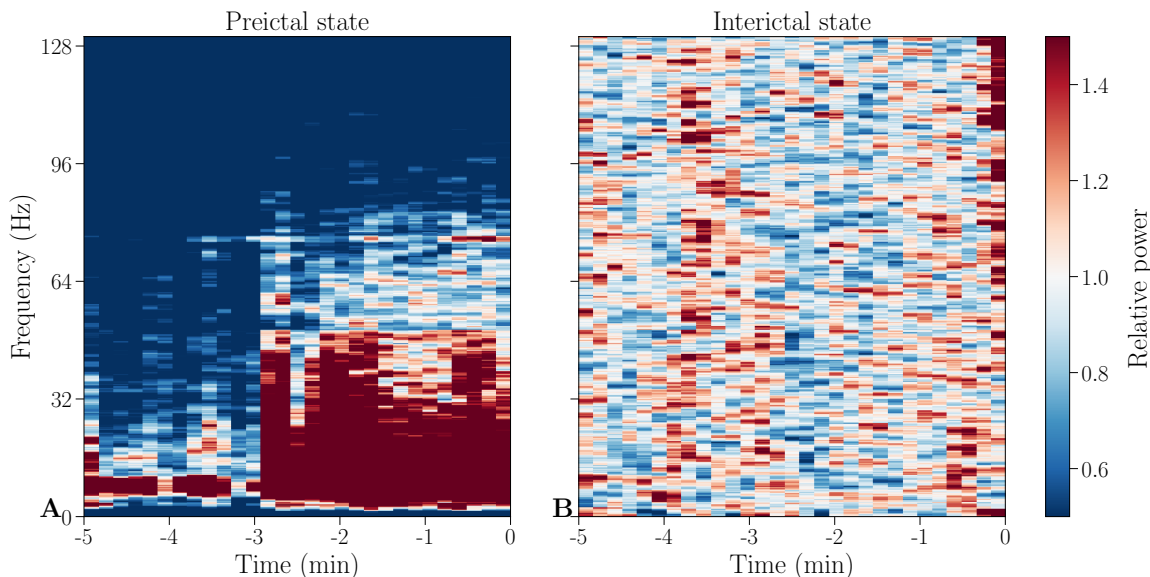 Preictal state
Interictal state
128
96
64
32
0
Frequency (Hz)
A
-5
-4
-3
-2
-1
0
Time (min)
B
-5
-4
-3
-2
-1
0
Time (min)
1.4
1.2
1.0
0.8
0.6
Relative power